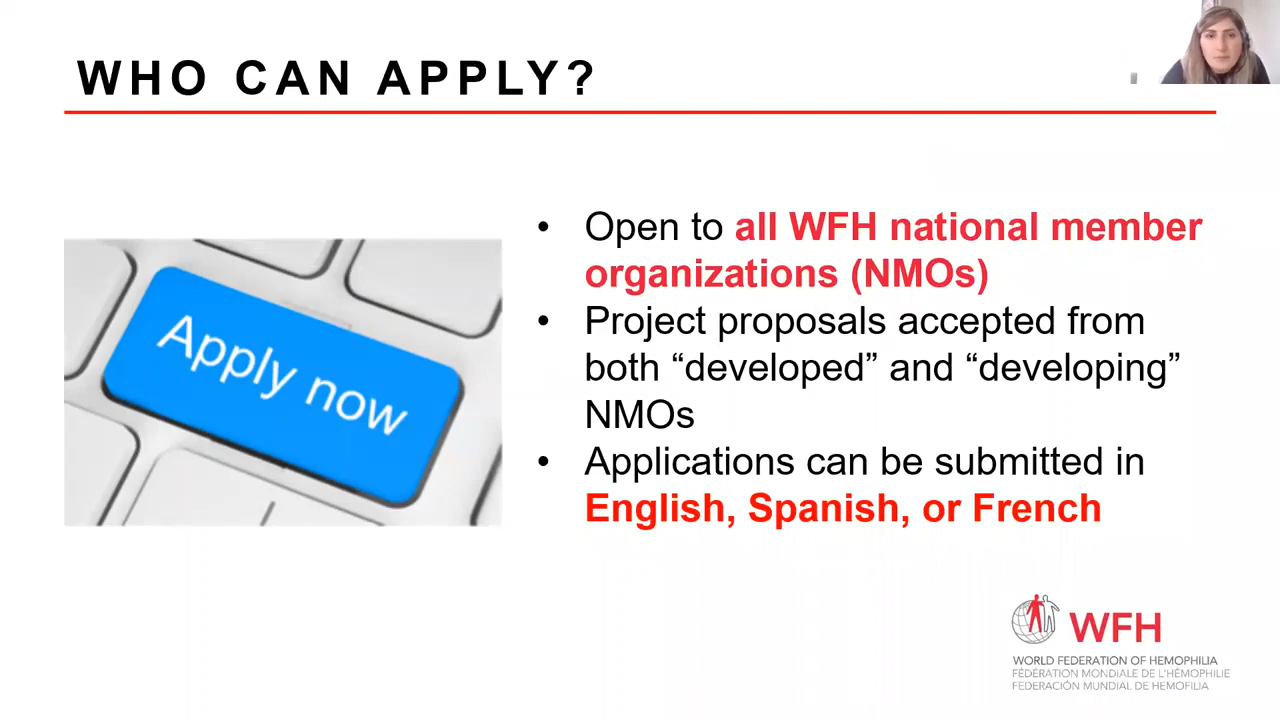 WHO CAN APPLY?
Apply now
• Open to all WFH national member
organizations (NMOs)
• Project proposals accepted from
both “developed” and “developing”
NMOs
• Applications can be submitted in
English, Spanish, or French
WFH
WORLD FEDERATION OF HEMOPHILIA
FÉDÉRATION MONDIALE DE L'HÉMOPHILIE
FEDERACIÓN MUNDIAL DE HEMOFILIA